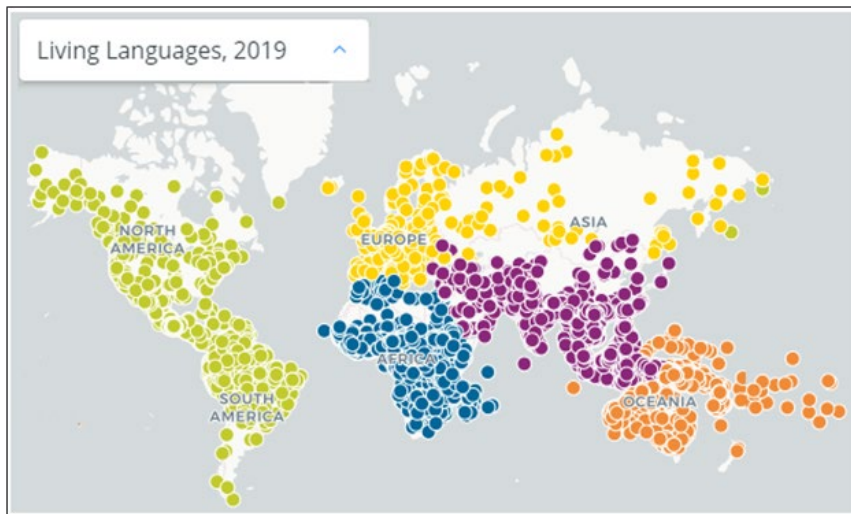 Living Languages, 2019
NORTH
AMERICA
EUROPE
ASIA
AFRICA
SOUTH
AMERICA
OCEANIA